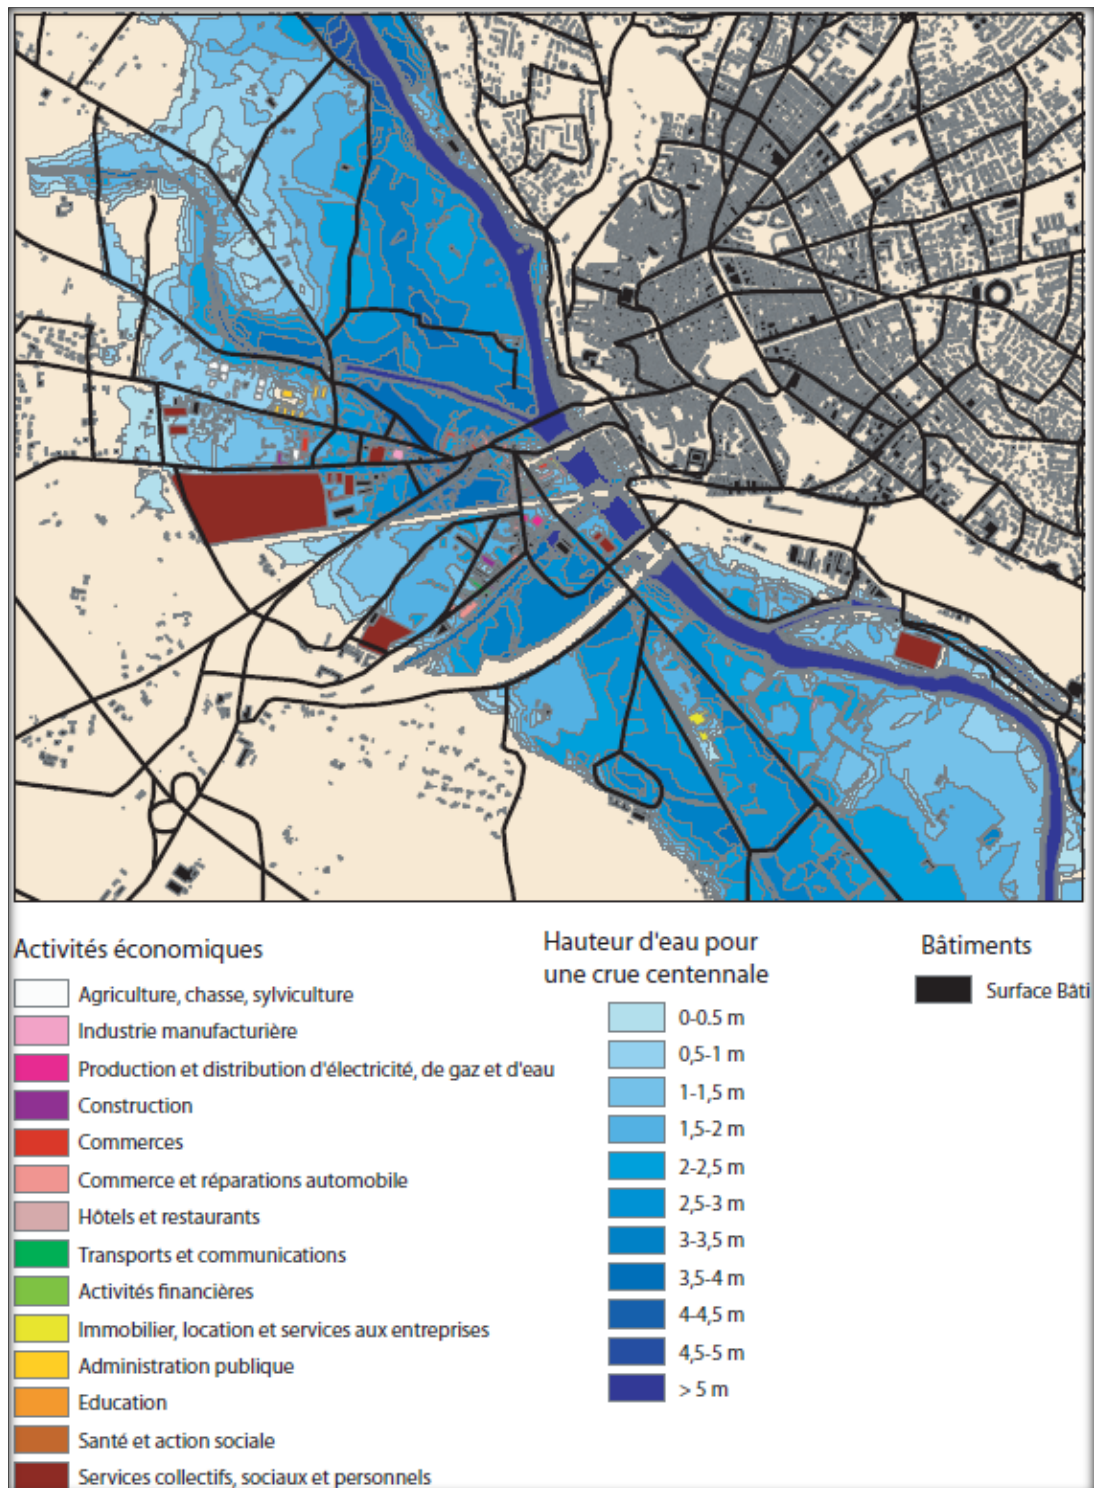 Activités économiques
Agriculture, chasse, sylviculture
Industrie manufacturière
Production et distribution d'électricité, de gaz et d'eau
Construction
Commerces
Commerce et réparations automobile
Hôtels et restaurants
Transports et communications
Activités financières
Immobilier, location et services aux entreprises
Administration publique
Education
Santé et action sociale
Services collectifs, sociaux et personnels
Hauteur d'eau pour
une crue centennale
0-0.5 m
0,5-1 m
1-1,5 m
1,5-2 m
2-2,5 m
2,5-3 m
3-3,5 m
3,5-4 m
4-4,5 m
4,5-5 m
> 5 m
Bâtiments
Surface Bâti